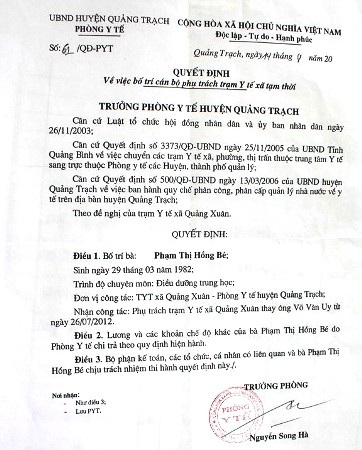 UBND HUYỆN QUẢNG TRẠCH
PHÒNG Y TẾ
CỘNG HÒA XÃ HỘI CHỦ NGHĨA VIỆT NAM
Độc lập - Tự do - Hạnh phúc
Số: 61 /QĐ-PYT
Quảng Trạch, ngày tháng năm 20
QUYẾT ĐỊNH
Về việc bố trí cán bộ phụ trách trạm Y tế xã tạm thời
TRƯỞNG PHÒNG Y TẾ HUYỆN QUẢNG TRẠCH
Căn cứ Luật tổ chức hội đồng nhân dân và ủy ban nhân dân ngày
26/11/2003;
Căn cứ Quyết định số 3373/QĐ-UBND ngày 25/11/2005 của UBND Tỉnh
Quảng Bình về việc chuyển các trạm Y tế xã, phường, thị trấn thuộc trung tâm Y tế
sang trực thuộc Phòng y tế các Huyện, thành phố quản lý;
Căn cứ Quyết định số 500/QĐ-UBND ngày 13/03/2006 của UBND huyện
Quảng Trạch về việc ban hành quy chế phân công, phân cấp quản lý nhà nước về y
tế trên địa bàn huyện Quảng Trạch;
Theo đề nghị của trạm Y tế xã Quảng Xuân.
QUYẾT ĐỊNH:
Điều 1. Bố trí bà: Phạm Thị Hồng Bé;
Sinh ngày 29 tháng 03 năm 1982;
Trình độ chuyên môn: Điều dưỡng trung học;
Đơn vị công tác: TYT xã Quảng Xuân - Phòng Y tế huyện Quảng Trạch;
Nhận công tác: Phụ trách trạm Y tế xã Quảng Xuân thay ông Võ Văn Uy từ
ngày 26/07/2012.
Điều 2. Lương và các khoản chế độ khác của bà Phạm Thị Hồng Bé do
Phòng Y tế chi trả theo quy định hiện hành.
Điều 3. Bộ phận kế toán, các tổ chức, cá nhân có liên quan và bà Phạm Thị
Hồng Bé chịu trách nhiệm thi hành quyết định này./.
Nơi nhận:
- Như điều 3;
- Lưu PYT.
TRƯỞNG PHÒNG
PHÒNG
Y TẾ
Nguyễn Song Hà